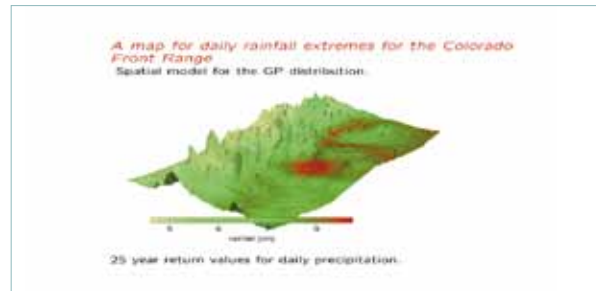 A map for daily rainfall extremes for the Colorado
Front Range
Spatial model for the GP distribution.
25 year return values for daily precipitation.